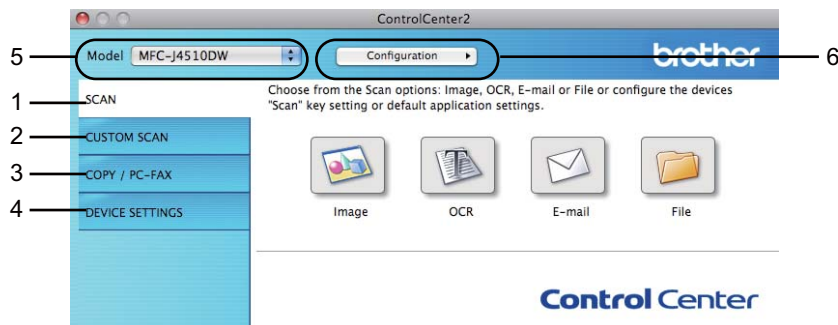 ControlCenter2
5 Model MFC-J4510DW Configuration 6
brother
1 SCAN
Choose from the Scan options: Image, OCR, E-mail or File or configure the devices
"Scan" key setting or default application settings.
2 CUSTOM SCAN
3 COPY / PC-FAX
4 DEVICE SETTINGS
Image OCR E-mail File
Control Center